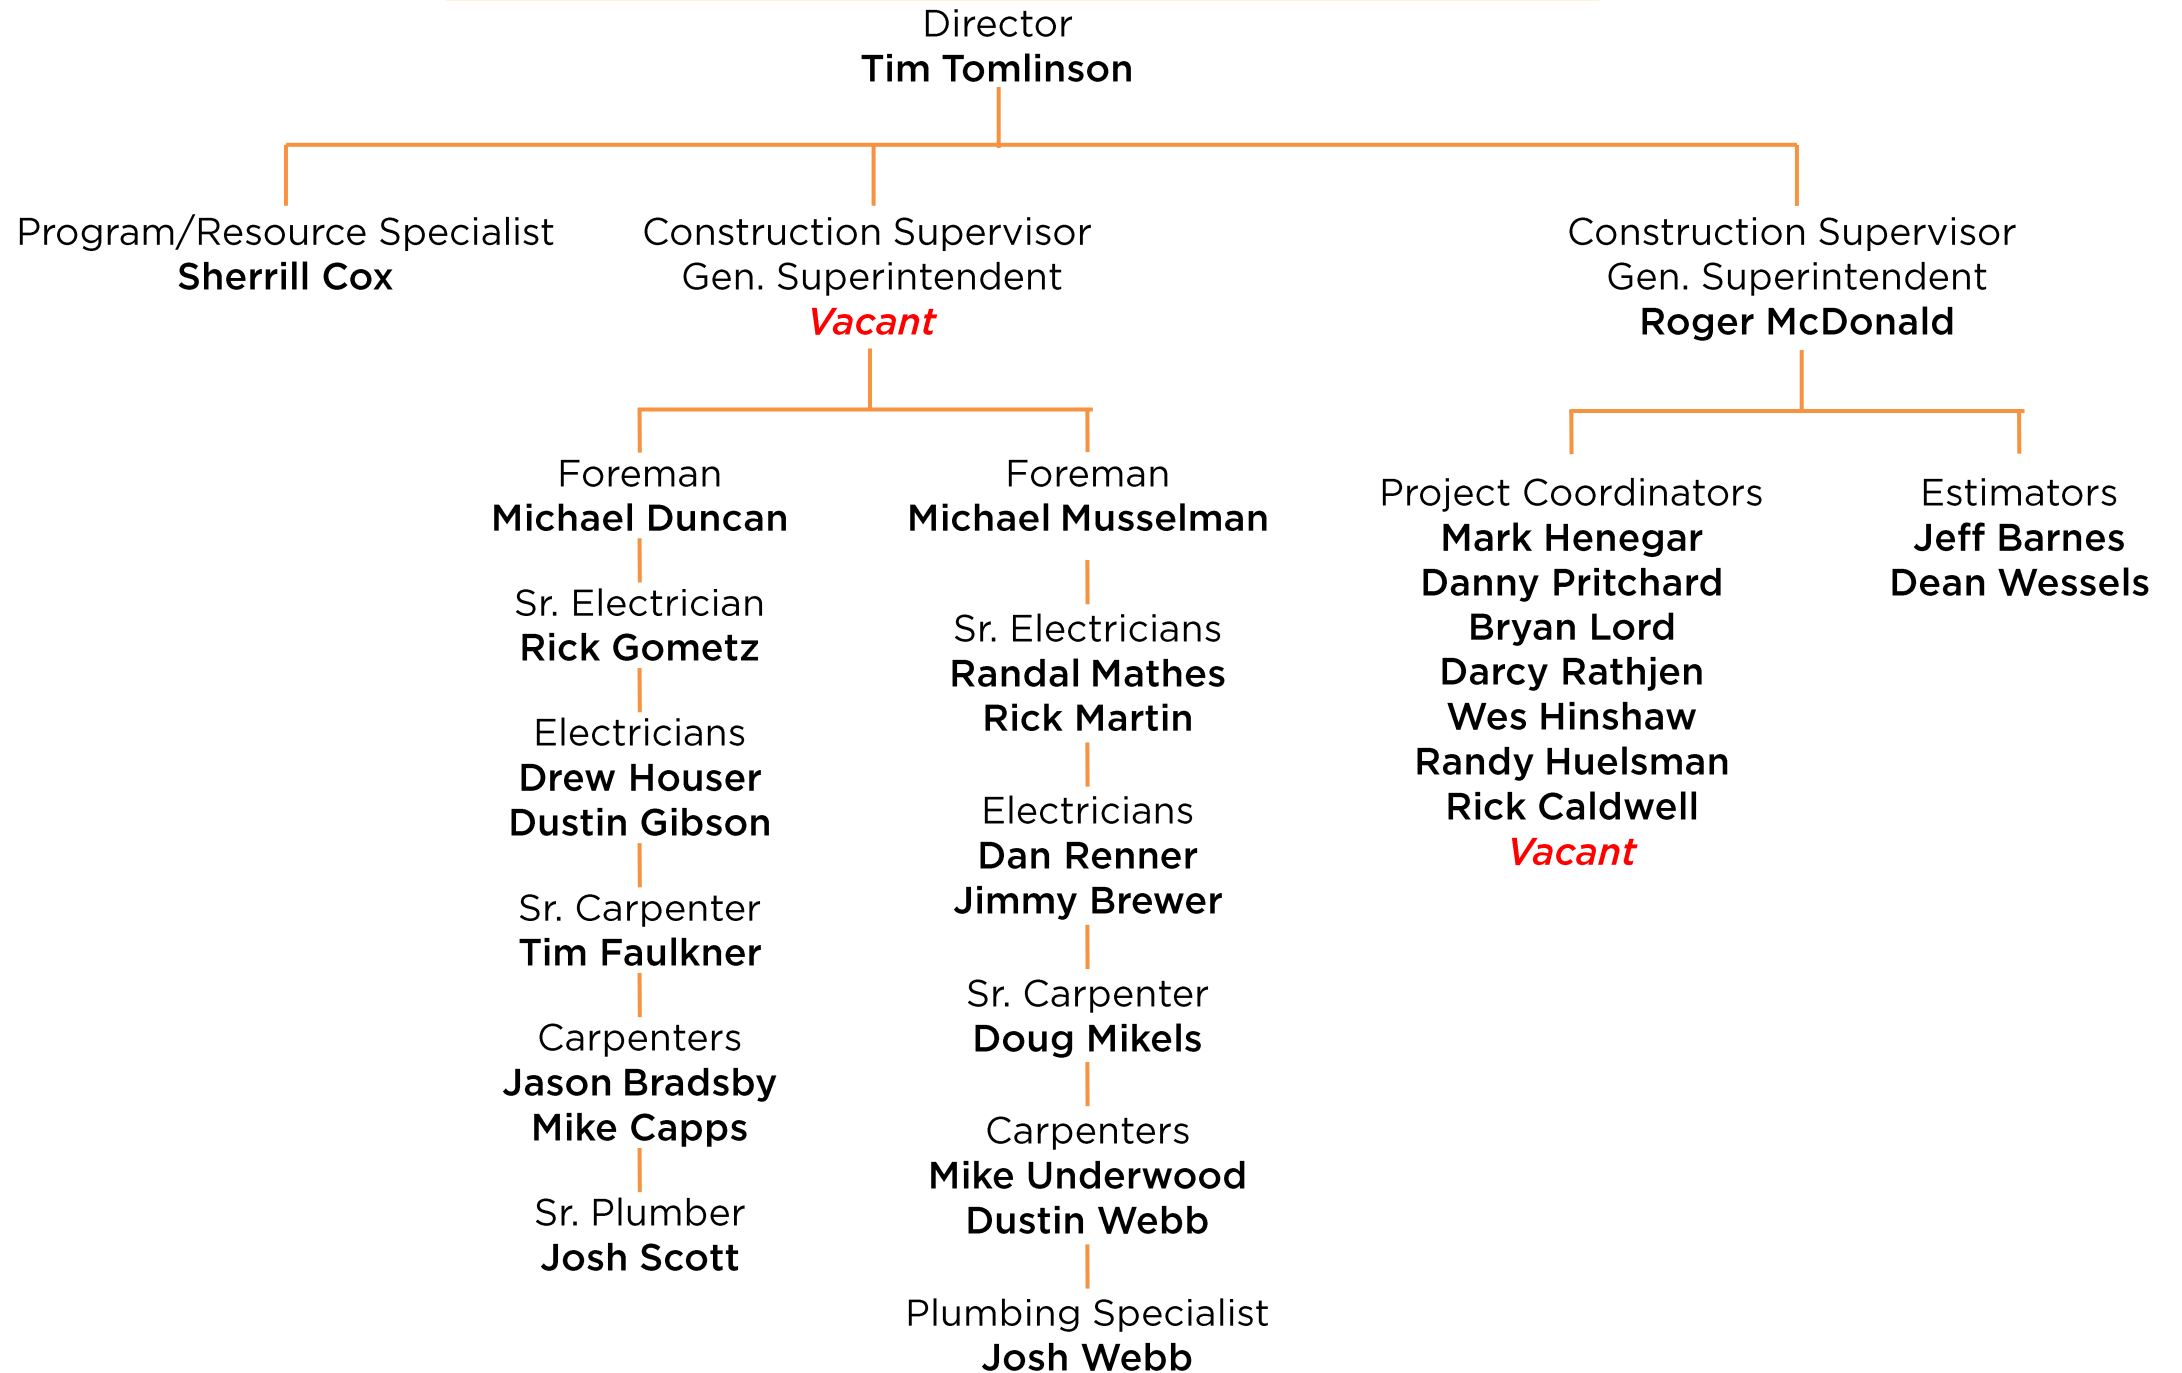 Director
Tim Tomlinson
Program/Resource Specialist
Sherrill Cox
Construction Supervisor
Gen. Superintendent
Vacant
Construction Supervisor
Gen. Superintendent
Roger McDonald
Foreman
Michael Duncan
Sr. Electrician
Rick Gometz
Electricians
Drew Houser
Dustin Gibson
Sr. Carpenter
Tim Faulkner
Carpenters
Jason Bradsby
Mike Capps
Sr. Plumber
Josh Scott
Foreman
Michael Musselman
Sr. Electricians
Randal Mathes
Rick Martin
Electricians
Dan Renner
Jimmy Brewer
Sr. Carpenter
Doug Mikels
Carpenters
Mike Underwood
Dustin Webb
Plumbing Specialist
Josh Webb
Project Coordinators
Mark Henegar
Danny Pritchard
Bryan Lord
Darcy Rathjen
Wes Hinshaw
Randy Huelsman
Rick Caldwell
Vacant
Estimators
Jeff Barnes
Dean Wessels